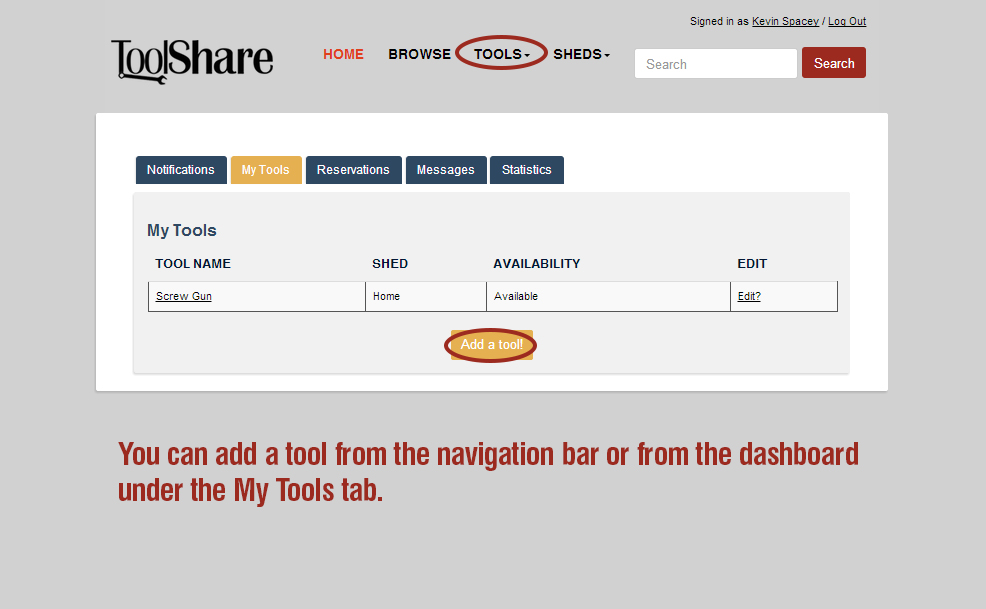 Signed in as Kevin Spacey / Log Out
ToolShare
HOME BROWSE TOOLS SHEDS
Search Search
Notifications My Tools Reservations Messages Statistics
My Tools
TOOL NAME SHED AVAILABILITY EDIT
Screw Gun Home Available Edit?
Add a tool!
You can add a tool from the navigation bar or from the dashboard
under the My Tools tab.